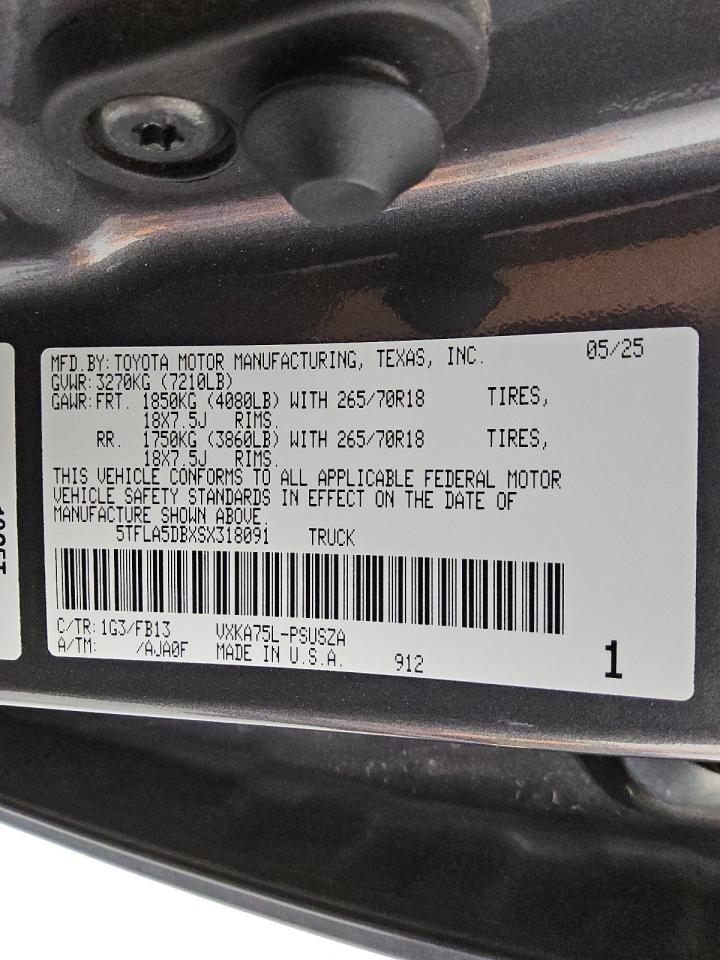 MFD.BY: TOYOTA MOTOR MANUFACTURING, TEXAS, INC. 05/25
GVWR: 3270KG (7210LB)
GAWR: FRT. 1850KG (4080LB) WITH 265/70R18 TIRES,
18X7.5J RIMS.
RR. 1750KG (3860LB) WITH 265/70R18 TIRES,
18X7.5J RIMS.
THIS VEHICLE CONFORMS TO ALL APPLICABLE FEDERAL MOTOR
VEHICLE SAFETY STANDARDS IN EFFECT ON THE DATE OF
MANUFACTURE SHOWN ABOVE.
5TFLA5DBXSX318091 TRUCK
C/TR: 1G3/FB13 VXKA75L-PSUSZA
A/TM: /AJA0F MADE IN U.S.A. 912 1